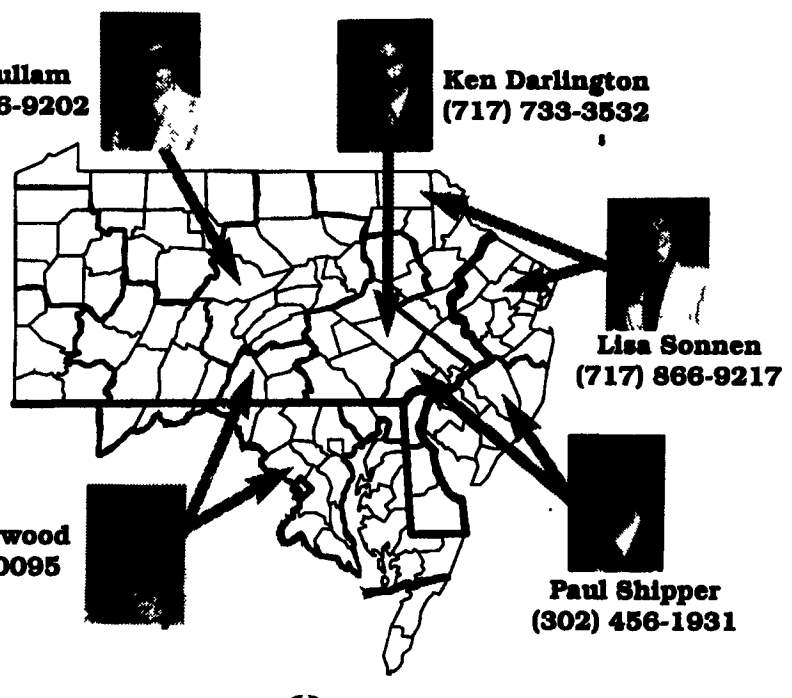 ullam
6-9202
Ken Darlington
(717) 733-3532
Lisa Sonnen
(717) 866-9217
wood
0095
Paul Shipper
(302) 456-1931